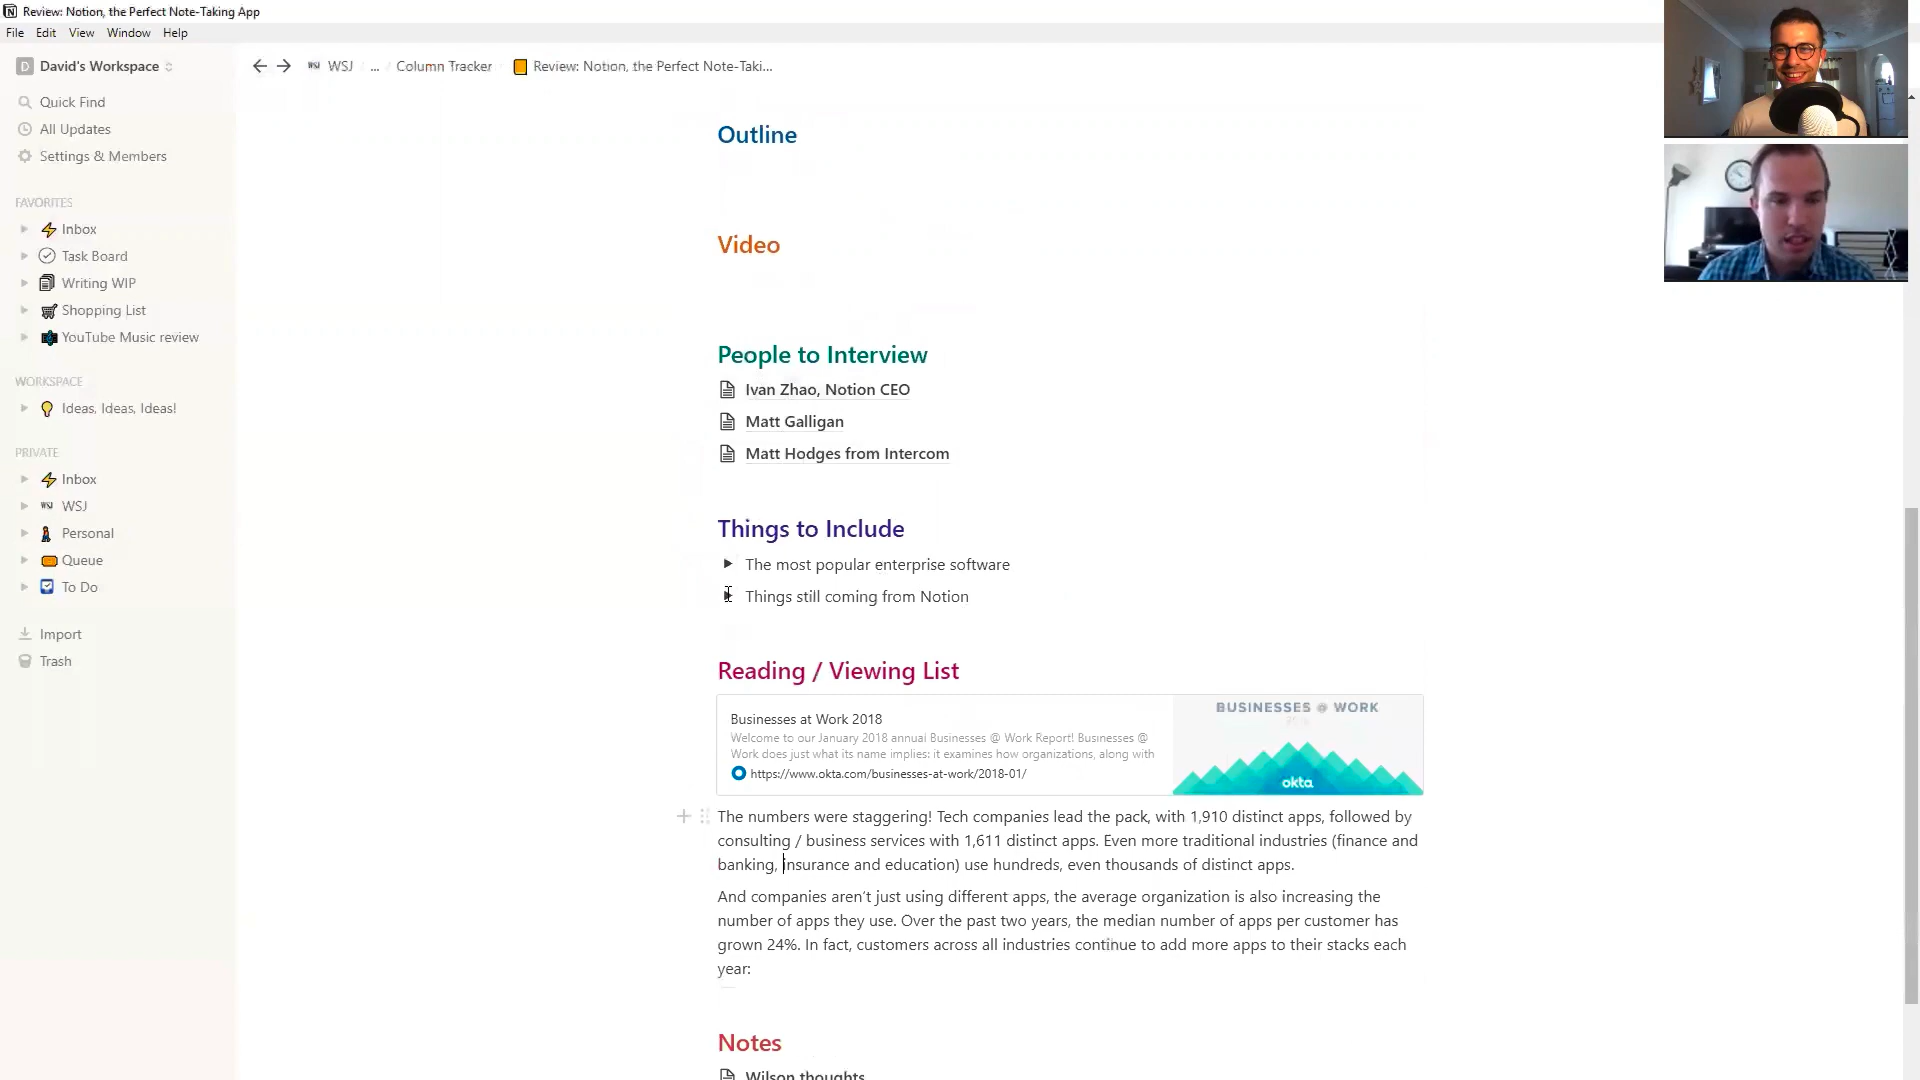 Review: Notion, the Perfect Note-Taking App
File Edit View Window Help
D David's Workspace
WSJ WSJ / ... / Column Tracker / Review: Notion, the Perfect Note-Taki...
Quick Find
All Updates
Settings & Members
FAVORITES
Inbox
Task Board
Writing WIP
Shopping List
YouTube Music review
WORKSPACE
Ideas, Ideas, Ideas!
PRIVATE
Inbox
WSJ WSJ
Personal
Queue
To Do
Import
Trash
Outline
Video
People to Interview
Ivan Zhao, Notion CEO
Matt Galligan
Matt Hodges from Intercom
Things to Include
The most popular enterprise software
Things still coming from Notion
Reading / Viewing List
Businesses at Work 2018
Welcome to our January 2018 annual Businesses @ Work Report! Businesses @
Work does just what its name implies: it examines how organizations, along with
https://www.okta.com/businesses-at-work/2018-01/
BUSINESSES @ WORK
2018
okta
The numbers were staggering! Tech companies lead the pack, with 1,910 distinct apps, followed by
consulting / business services with 1,611 distinct apps. Even more traditional industries (finance and
banking, insurance and education) use hundreds, even thousands of distinct apps.
And companies aren't just using different apps, the average organization is also increasing the
number of apps they use. Over the past two years, the median number of apps per customer has
grown 24%. In fact, customers across all industries continue to add more apps to their stacks each
year:
Notes
Wilson thoughts